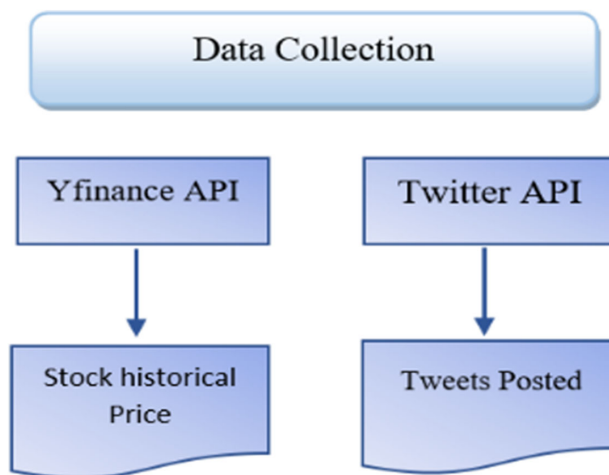 Data Collection
Yfinance API
Twitter API
Stock historical
Price
Tweets Posted